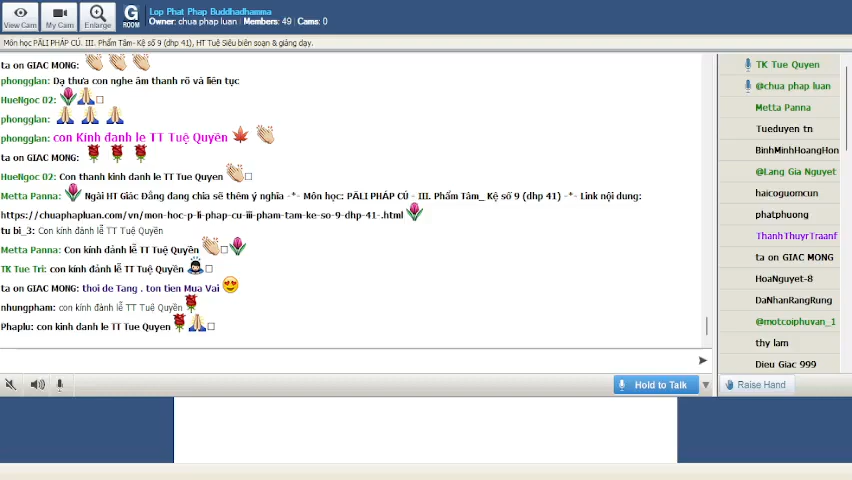 View Cam
My Cam
Enlarge
G
ROOM
Lop Phat Phap Buddhadhamma
Owner: chua phap luan : Members: 49 : Cams: 0
Môn học PĀLI PHÁP CÚ. III. Phẩm Tâm- Kệ số 9 (dhp 41), HT Tuệ Siêu biên soạn & giảng dạy.
ta on GIAC MONG:
phongglan: Dạ thưa con nghe âm thanh rõ và liên tục
HueNgoc 02:
phongglan:
phongglan: con Kính đanh le TT Tuệ Quyền
ta on GIAC MONG:
HueNgoc 02: Con thanh kinh danh le TT Tue Quyen
Metta Panna: Ngài HT Giác Đẳng đang chia sẽ thêm ý nghĩa -*- Môn học: PĀLI PHÁP CÚ - III. Phẩm Tâm_ Kệ số 9 (dhp 41) -*- Link nội dung:
https://chuaphapluan.com/vn/mon-hoc-p-li-phap-cu-iii-pham-tam-ke-so-9-dhp-41-.html
tu bi_3: Con kính đảnh lễ TT Tuệ Quyền
Metta Panna: Con kính đảnh lễ TT Tuệ Quyền
TK Tue Tri: con kính đảnh lễ TT Tuệ Quyền
ta on GIAC MONG: thoi de Tang . ton tien Mua Vai
nhungpham: con kính đảnh lễ TT Tuệ Quyền
Phaplu: con kinh danh le TT Tue Quyen
Hold to Talk
TK Tue Quyen
@chua phap luan
Metta Panna
Tueduyen tn
BinhMinhHoangHon
@Lang Gia Nguyet
haicoguomcun
phatphuong
ThanhThuyrTraanf
ta on GIAC MONG
HoaNguyet-8
DaNhanRangRung
@motcoiphuvan_1
thy lam
Dieu Giac 999
Raise Hand